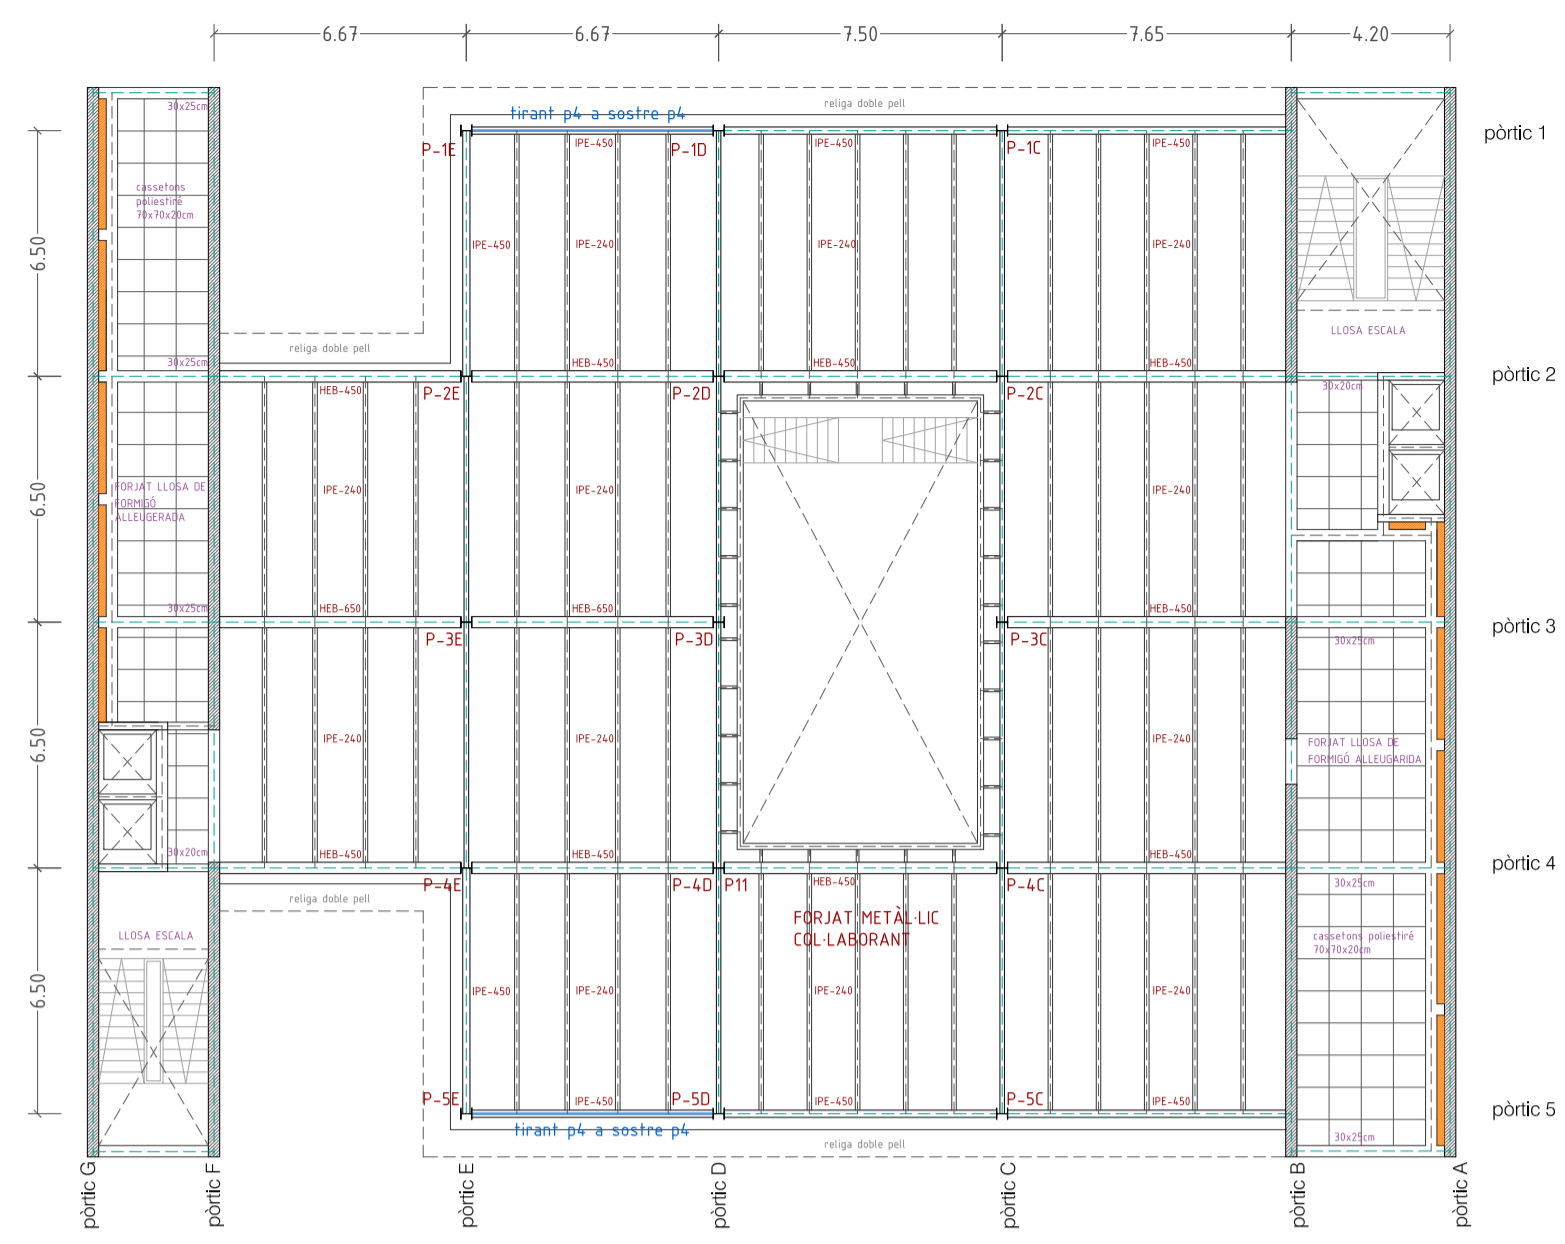 6.67 6.67 7.50 7.65 4.20
religa doble pell
tirant p4 a sostre p4
30x25cm
P-1E IPE-450 P-1D IPE-450 P-1C IPE-450
pòrtic 1
cassetons
poliestiré
70x70x20cm
6.50
IPE-450 IPE-240 IPE-240 IPE-240
LLOSA ESCALA
religa doble pell
30x25cm
HEB-450 HEB-450 HEB-450
pòrtic 2
HEB-450 P-2E P-2D P-2C 30x20cm
6.50
FORJAT LLOSA DE
FORMIGÓ
ALLEUGERADA
IPE-240 IPE-240 IPE-240
30x25cm
HEB-650 HEB-650 HEB-450
pòrtic 3
P-3E P-3D P-3C 30x25cm
6.50
IPE-240 IPE-240 IPE-240
FORJAT LLOSA DE
FORMIGÓ ALLEUGARIDA
30x20cm
HEB-450 HEB-450 HEB-450
pòrtic 4
P-4E P-4D P11 HEB-450 P-4C 30x25cm
religa doble pell
FORJAT METÀL·LIC
COL·LABORANT
LLOSA ESCALA
cassetons poliestiré
70x70x20cm
6.50
IPE-450 IPE-240 IPE-240 IPE-240
P-5E IPE-450 P-5D IPE-450 P-5C IPE-450
pòrtic 5
tirant p4 a sostre p4
30x25cm
religa doble pell
pòrtic G
pòrtic F
pòrtic E
pòrtic D
pòrtic C
pòrtic B
pòrtic A